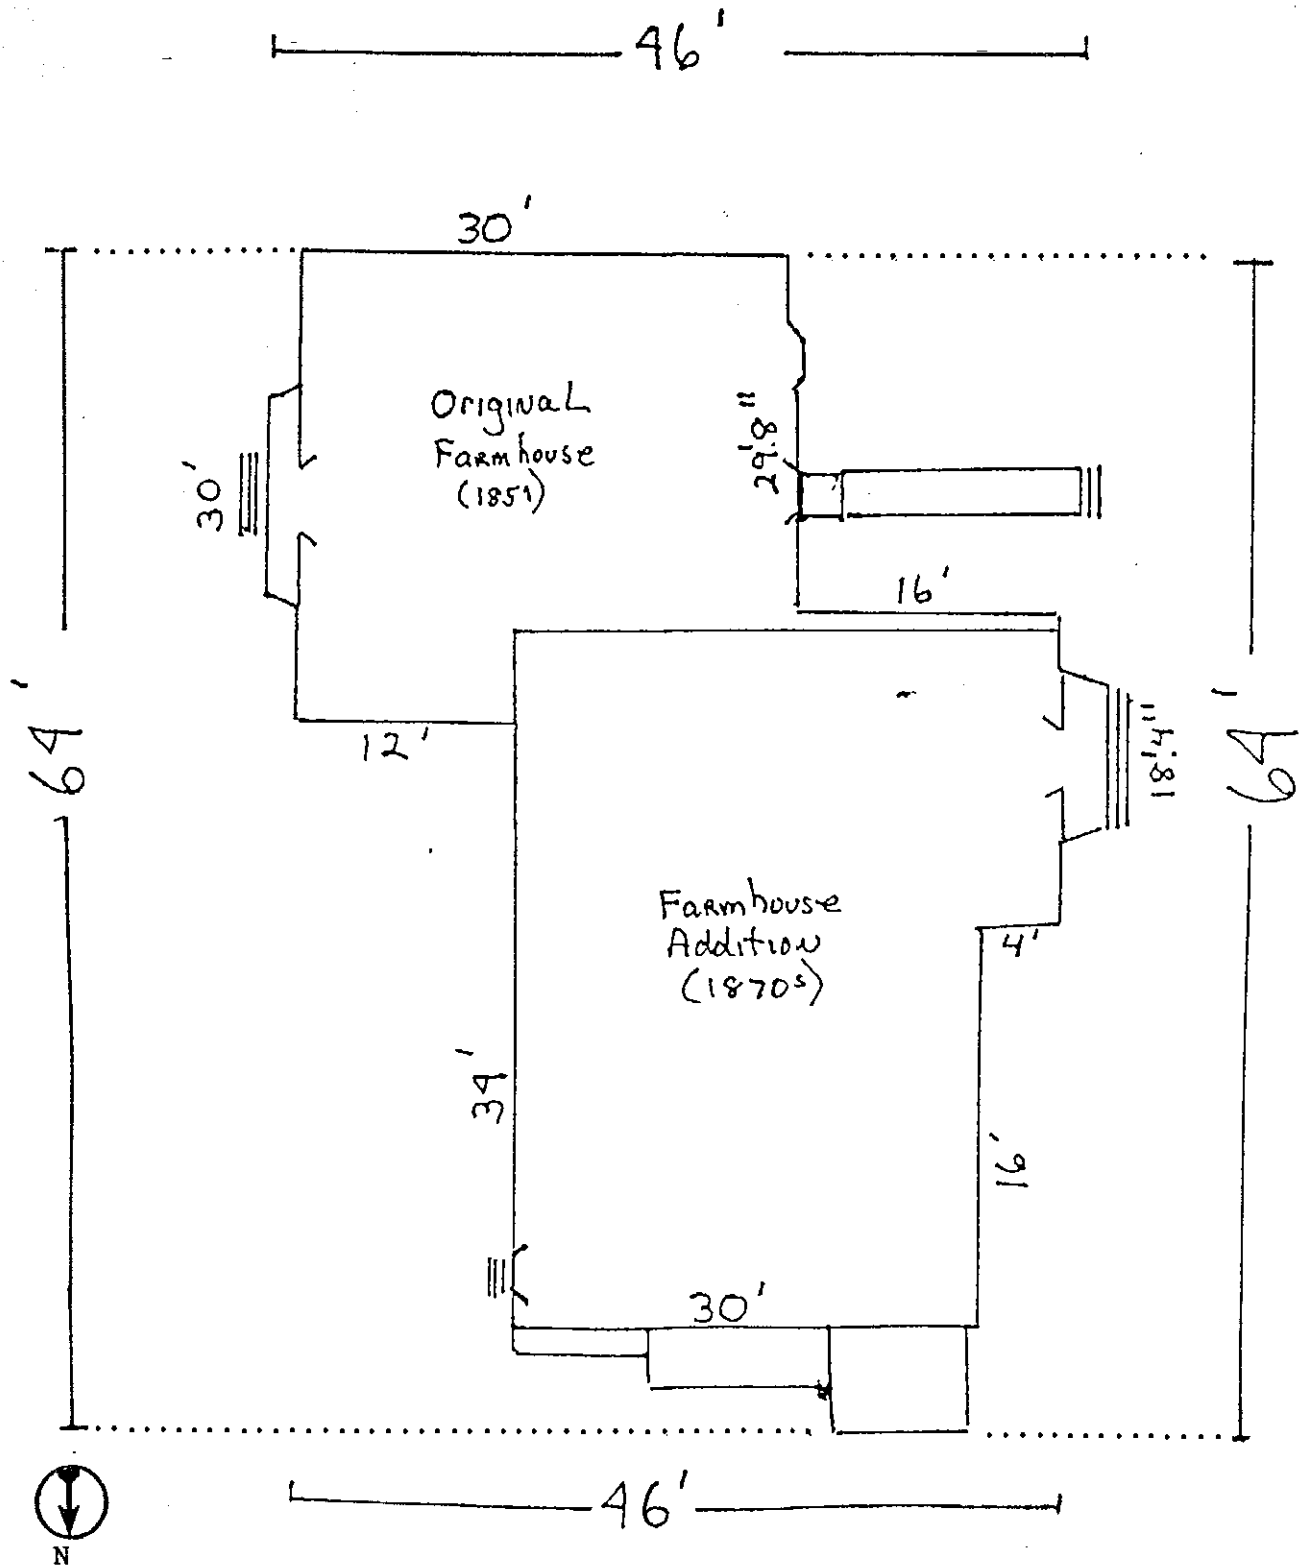 46'
30'
Original
Farmhouse
(1851)
30'
29'.8"
16'
64'
12'
18'.4"
64'
Farmhouse
Addition
(1870s)
4'
34'
16'
30'
46'
N